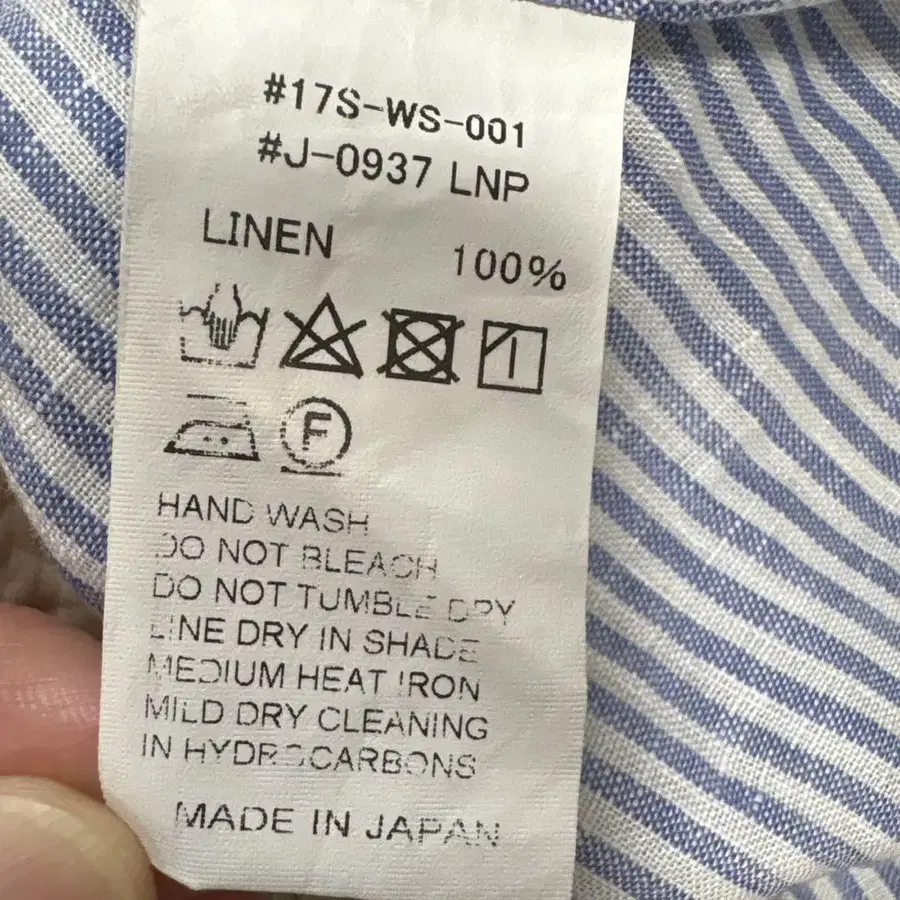 #17S-WS-001
#J-0937 LNP
LINEN 100%
F
HAND WASH
DO NOT BLEACH
DO NOT TUMBLE DRY
LINE DRY IN SHADE
MEDIUM HEAT IRON
MILD DRY CLEANING
IN HYDROCARBONS
MADE IN JAPAN